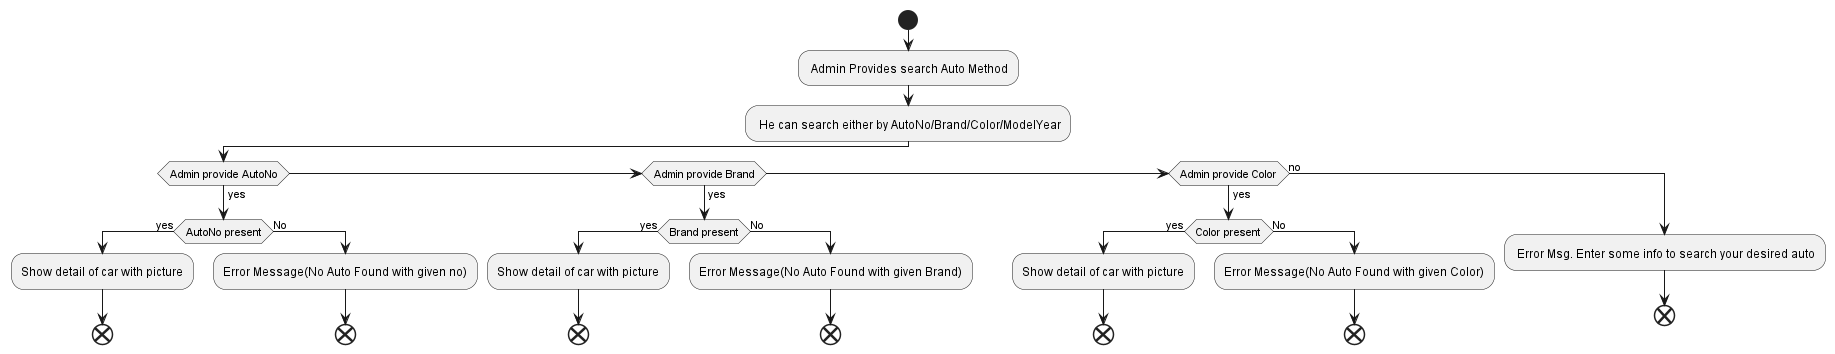 Admin Provides search Auto Method
He can search either by AutoNo/Brand/Color/ModelYear
Admin provide AutoNo
Admin provide Brand
Admin provide Color
no
yes
yes
yes
yes
AutoNo present
No
yes
Brand present
No
yes
Color present
No
Show detail of car with picture
Error Message(No Auto Found with given no)
Show detail of car with picture
Error Message(No Auto Found with given Brand)
Show detail of car with picture
Error Message(No Auto Found with given Color)
Error Msg. Enter some info to search your desired auto